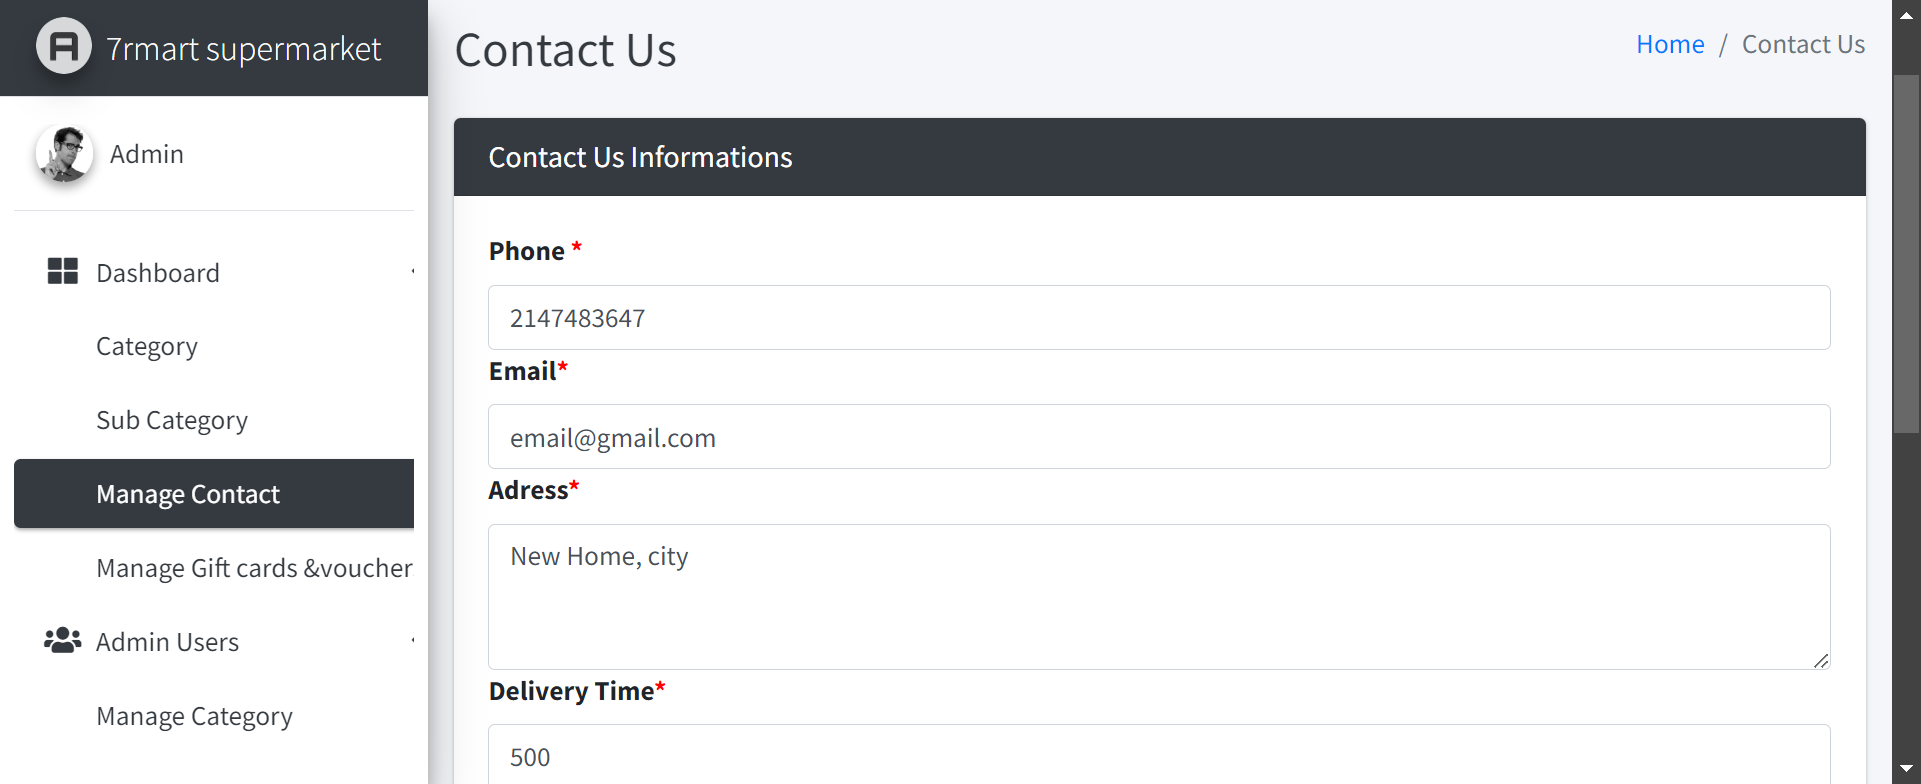 7rmart supermarket
Admin
Dashboard
Category
Sub Category
Manage Contact
Manage Gift cards &voucher
Admin Users
Manage Category
Contact Us
Home / Contact Us
Contact Us Informations
Phone *
2147483647
Email*
email@gmail.com
Adress*
New Home, city
Delivery Time*
500